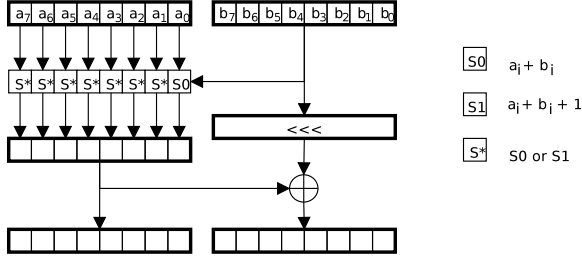 a7 a6 a5 a4 a3 a2 a1 a0
b7 b6 b5 b4 b3 b2 b1 b0
S* S* S* S* S* S* S* S0
<<<
S0 ai + bi
S1 ai + bi + 1
S* S0 or S1